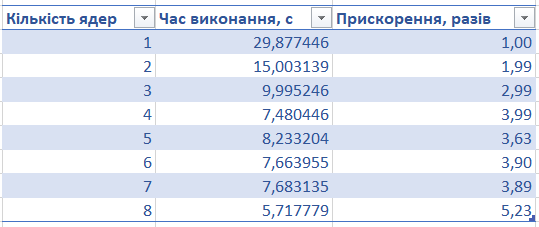 Кількість ядер Час виконання, с Прискорення, разів
1 29,877446 1,00
2 15,003139 1,99
3 9,995246 2,99
4 7,480446 3,99
5 8,233204 3,63
6 7,663955 3,90
7 7,683135 3,89
8 5,717779 5,23